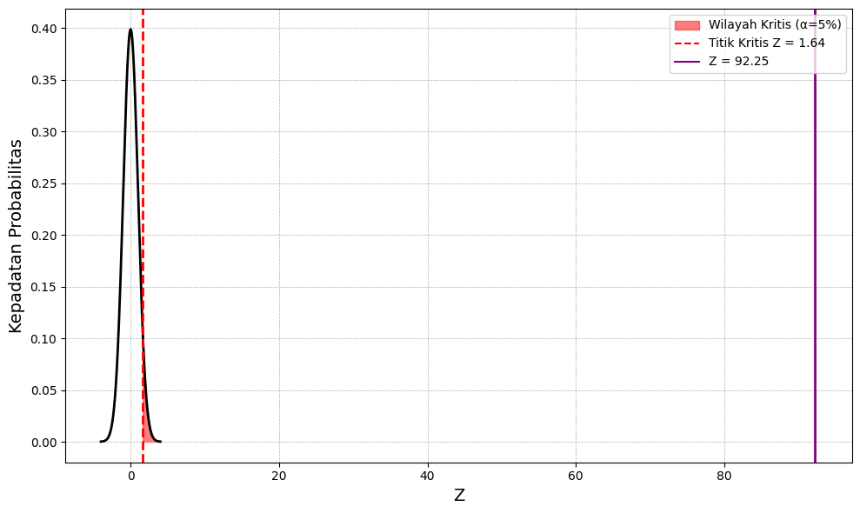 Wilayah Kritis (α=5%)
Titik Kritis Z = 1.64
Z = 92.25
Kepadatan Probabilitas
0.40
0.35
0.30
0.25
0.20
0.15
0.10
0.05
0.00
0 20 40 60 80
Z